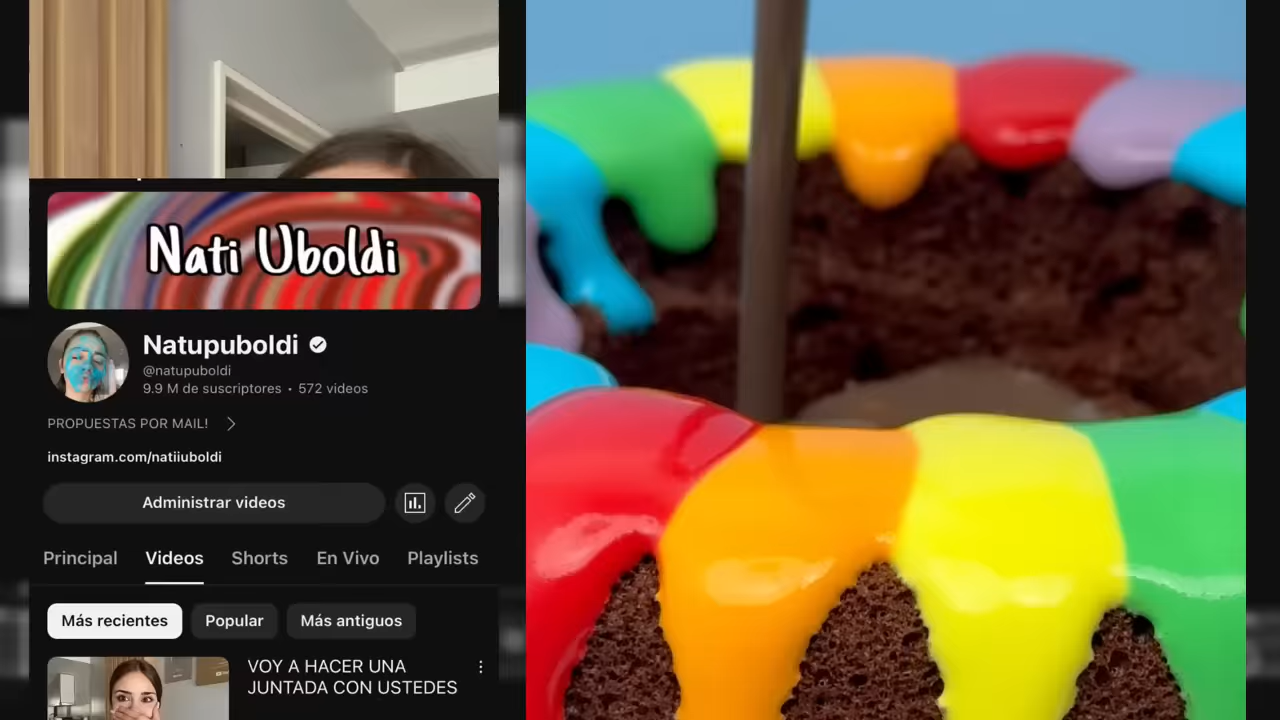 Nati Uboldi
Natupuboldi
@natupuboldi
9.9 M de suscriptores • 572 videos
PROPUESTAS POR MAIL!
instagram.com/natiiuboldi
Administrar videos
Principal Videos Shorts En Vivo Playlists
Más recientes Popular Más antiguos
VOY A HACER UNA
JUNTADA CON USTEDES